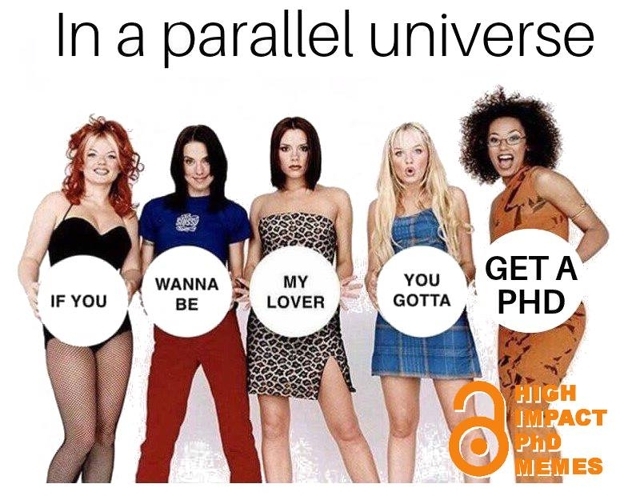 In a parallel universe
IF YOU
WANNA
BE
MY
LOVER
YOU
GOTTA
GET A
PHD
HIGH
IMPACT
PhD
MEMES